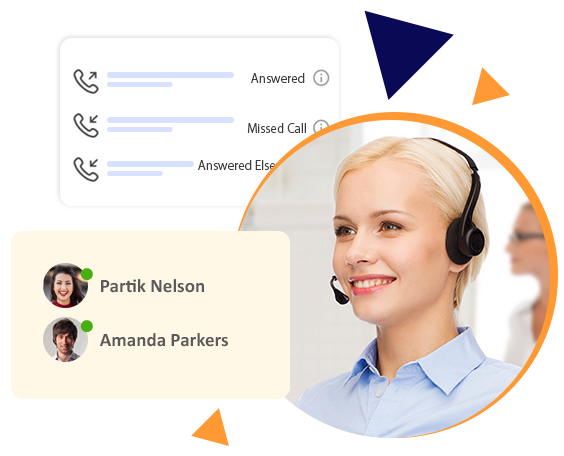 Answered
Missed Call
Answered Else
Partik Nelson
Amanda Parkers